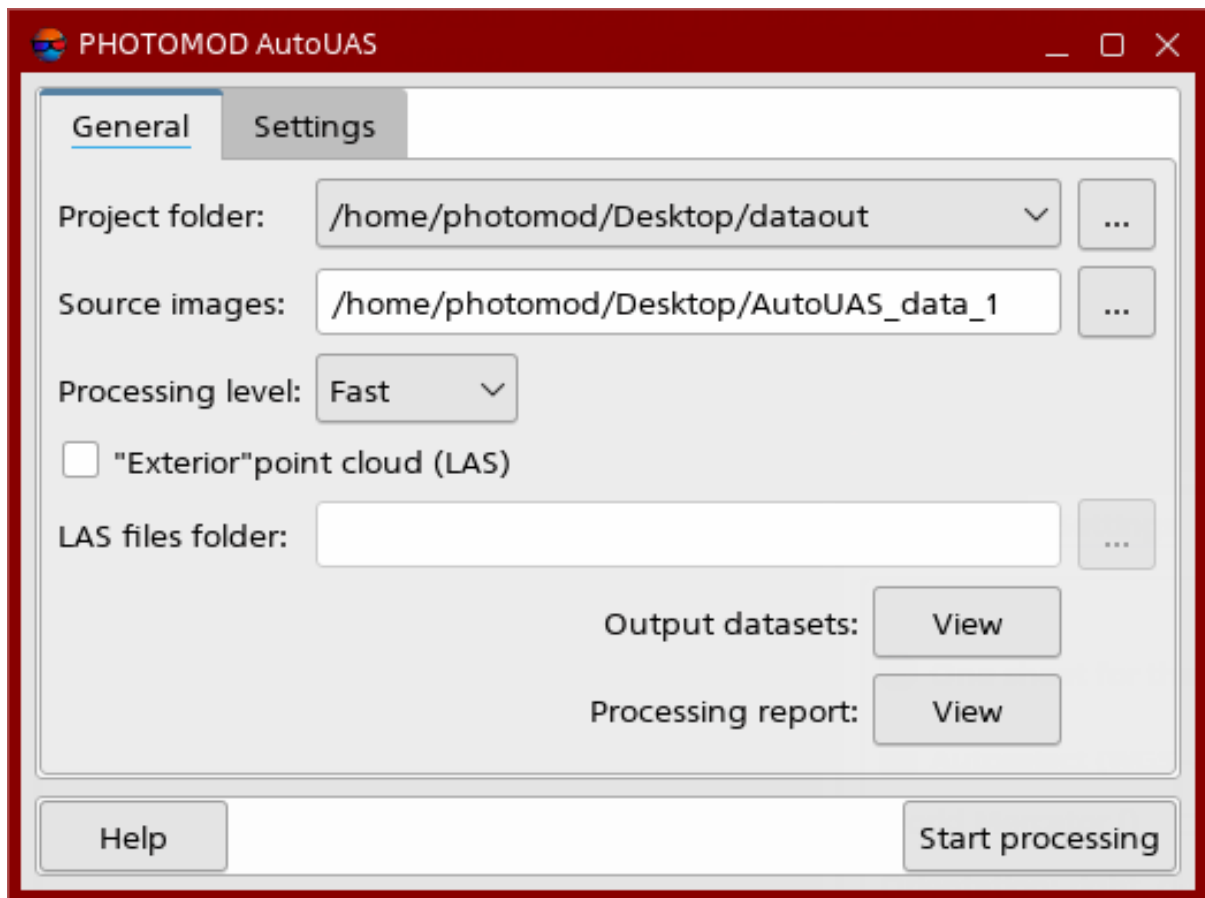 PHOTOMOD AutoUAS
General Settings
Project folder: /home/photomod/Desktop/dataout ...
Source images: /home/photomod/Desktop/AutoUAS_data_1 ...
Processing level: Fast
"Exterior"point cloud (LAS)
LAS files folder: ...
Output datasets: View
Processing report: View
Help Start processing